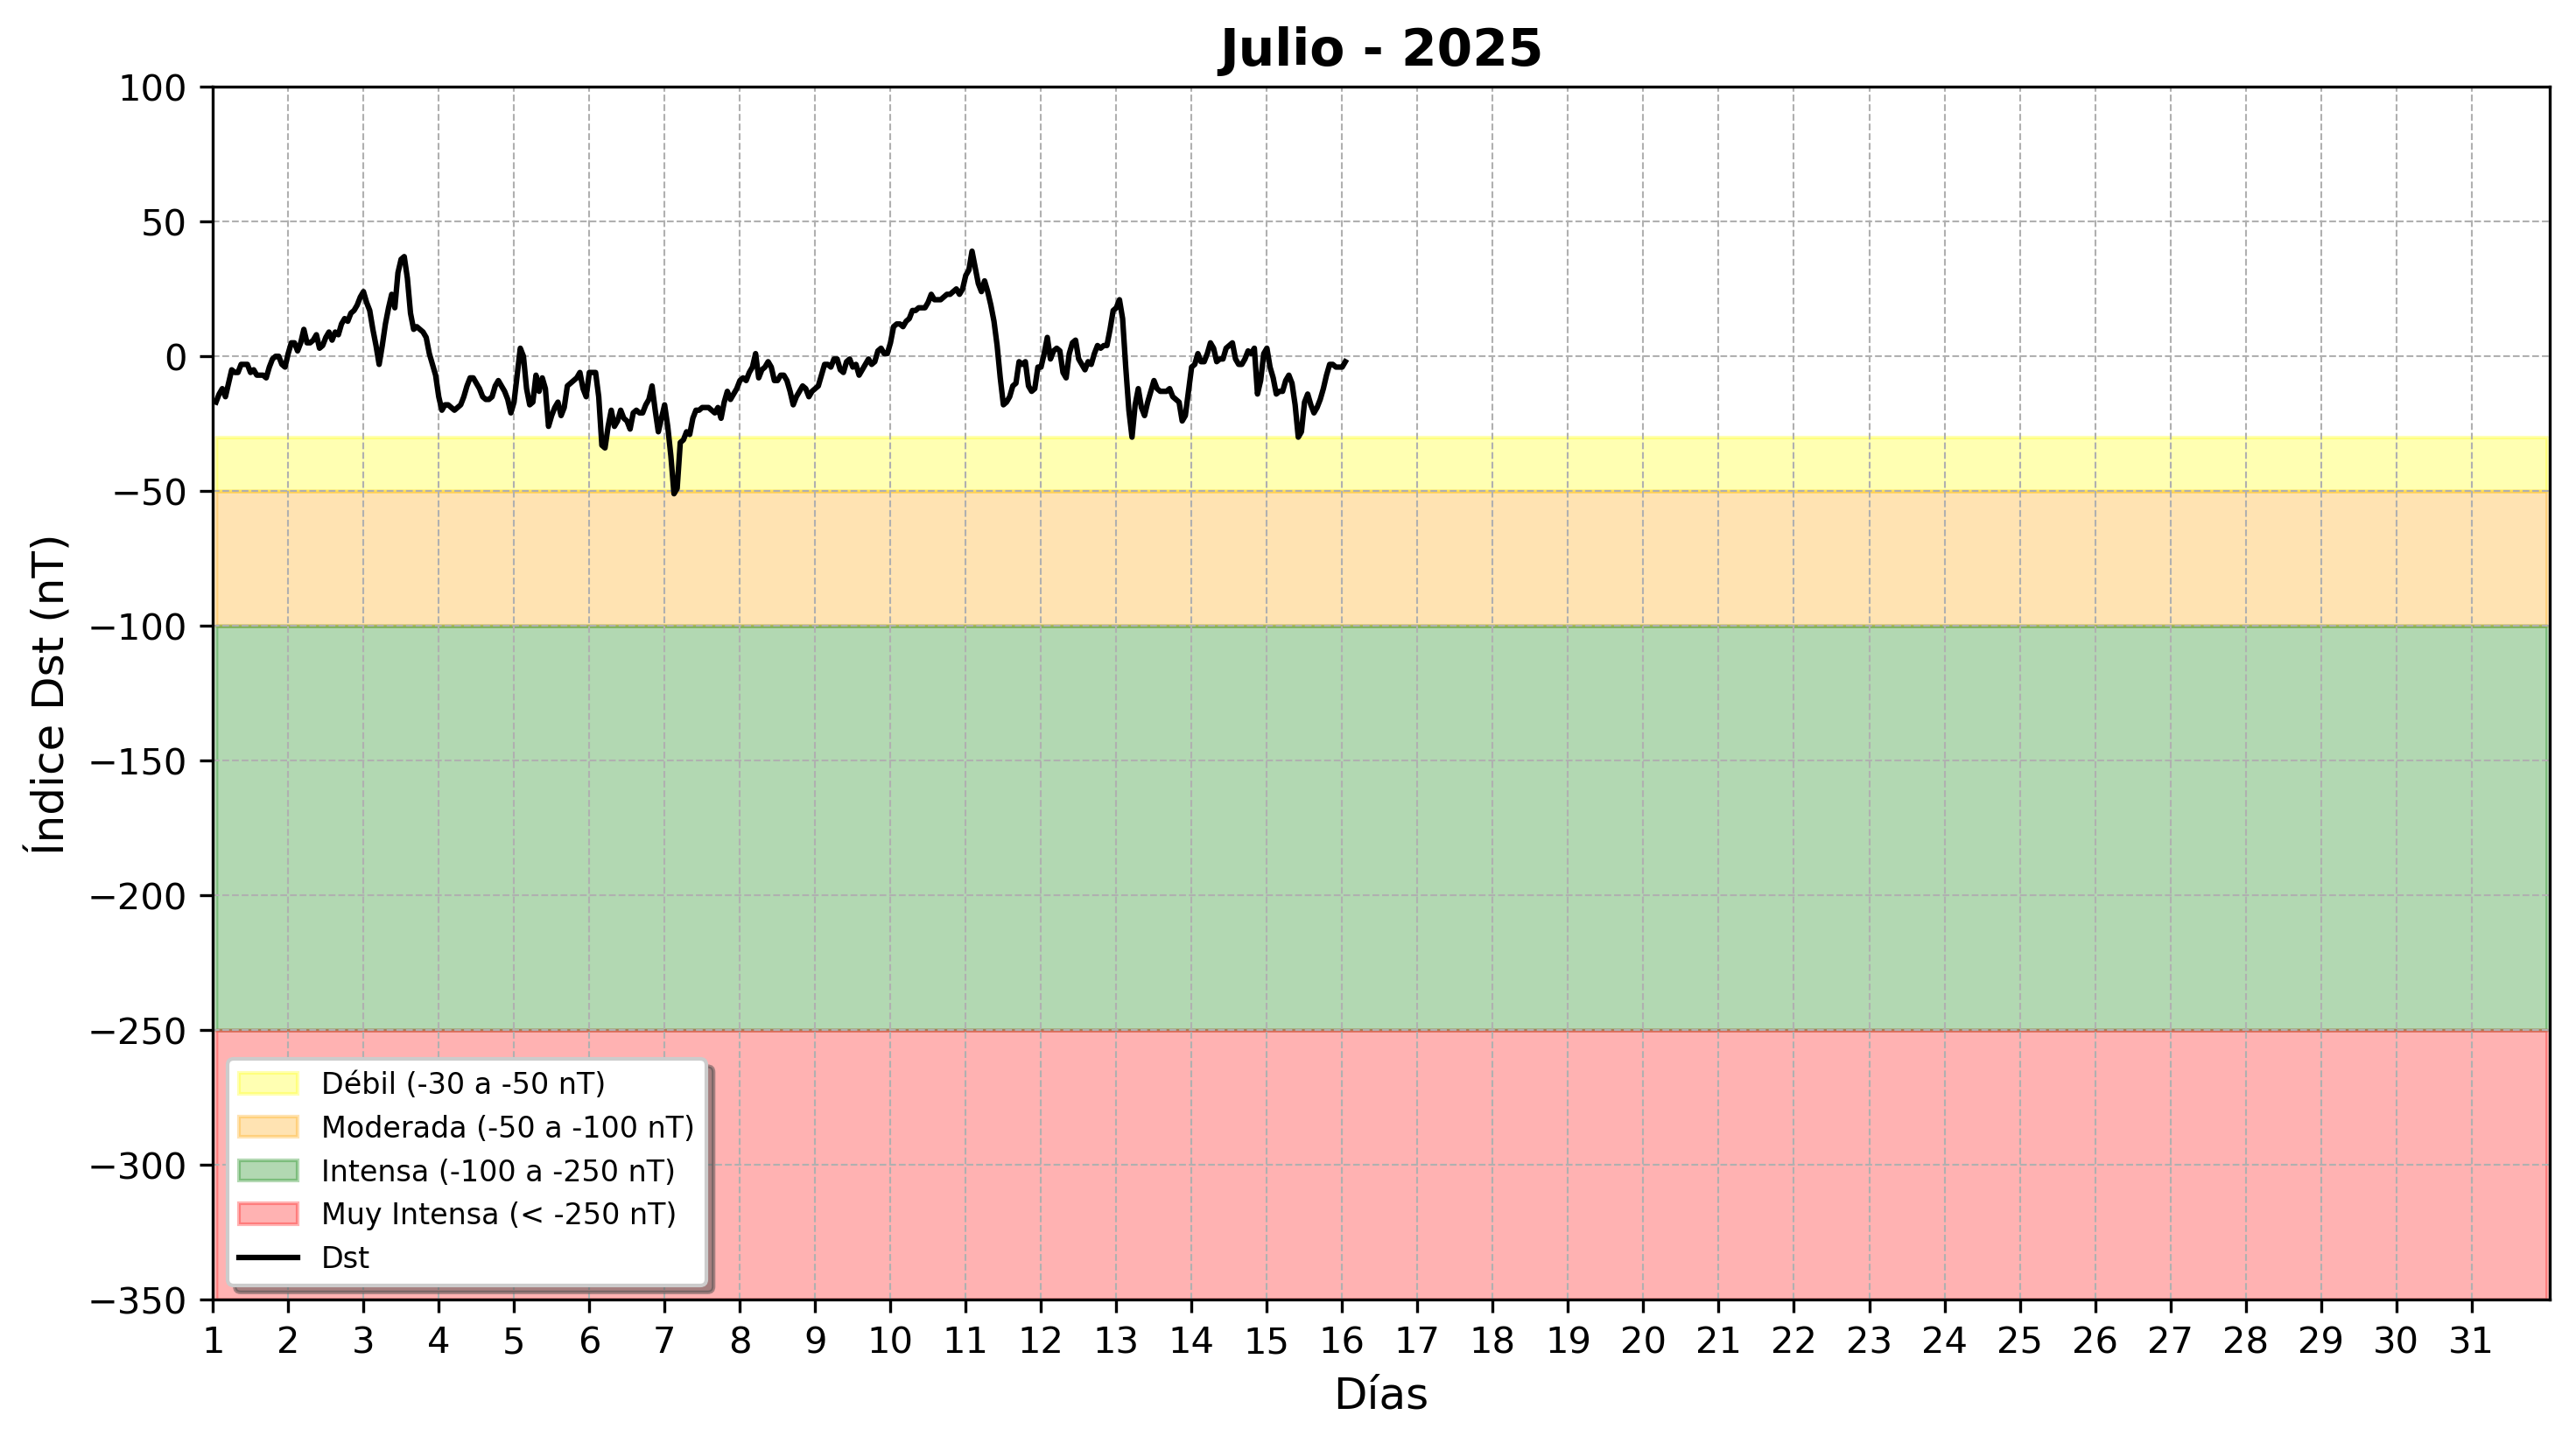 Julio - 2025
100
50
0
−50
−100
−150
−200
−250
−300
−350
Índice Dst (nT)
Débil (-30 a -50 nT)
Moderada (-50 a -100 nT)
Intensa (-100 a -250 nT)
Muy Intensa (< -250 nT)
Dst
1 2 3 4 5 6 7 8 9 10 11 12 13 14 15 16 17 18 19 20 21 22 23 24 25 26 27 28 29 30 31
Días